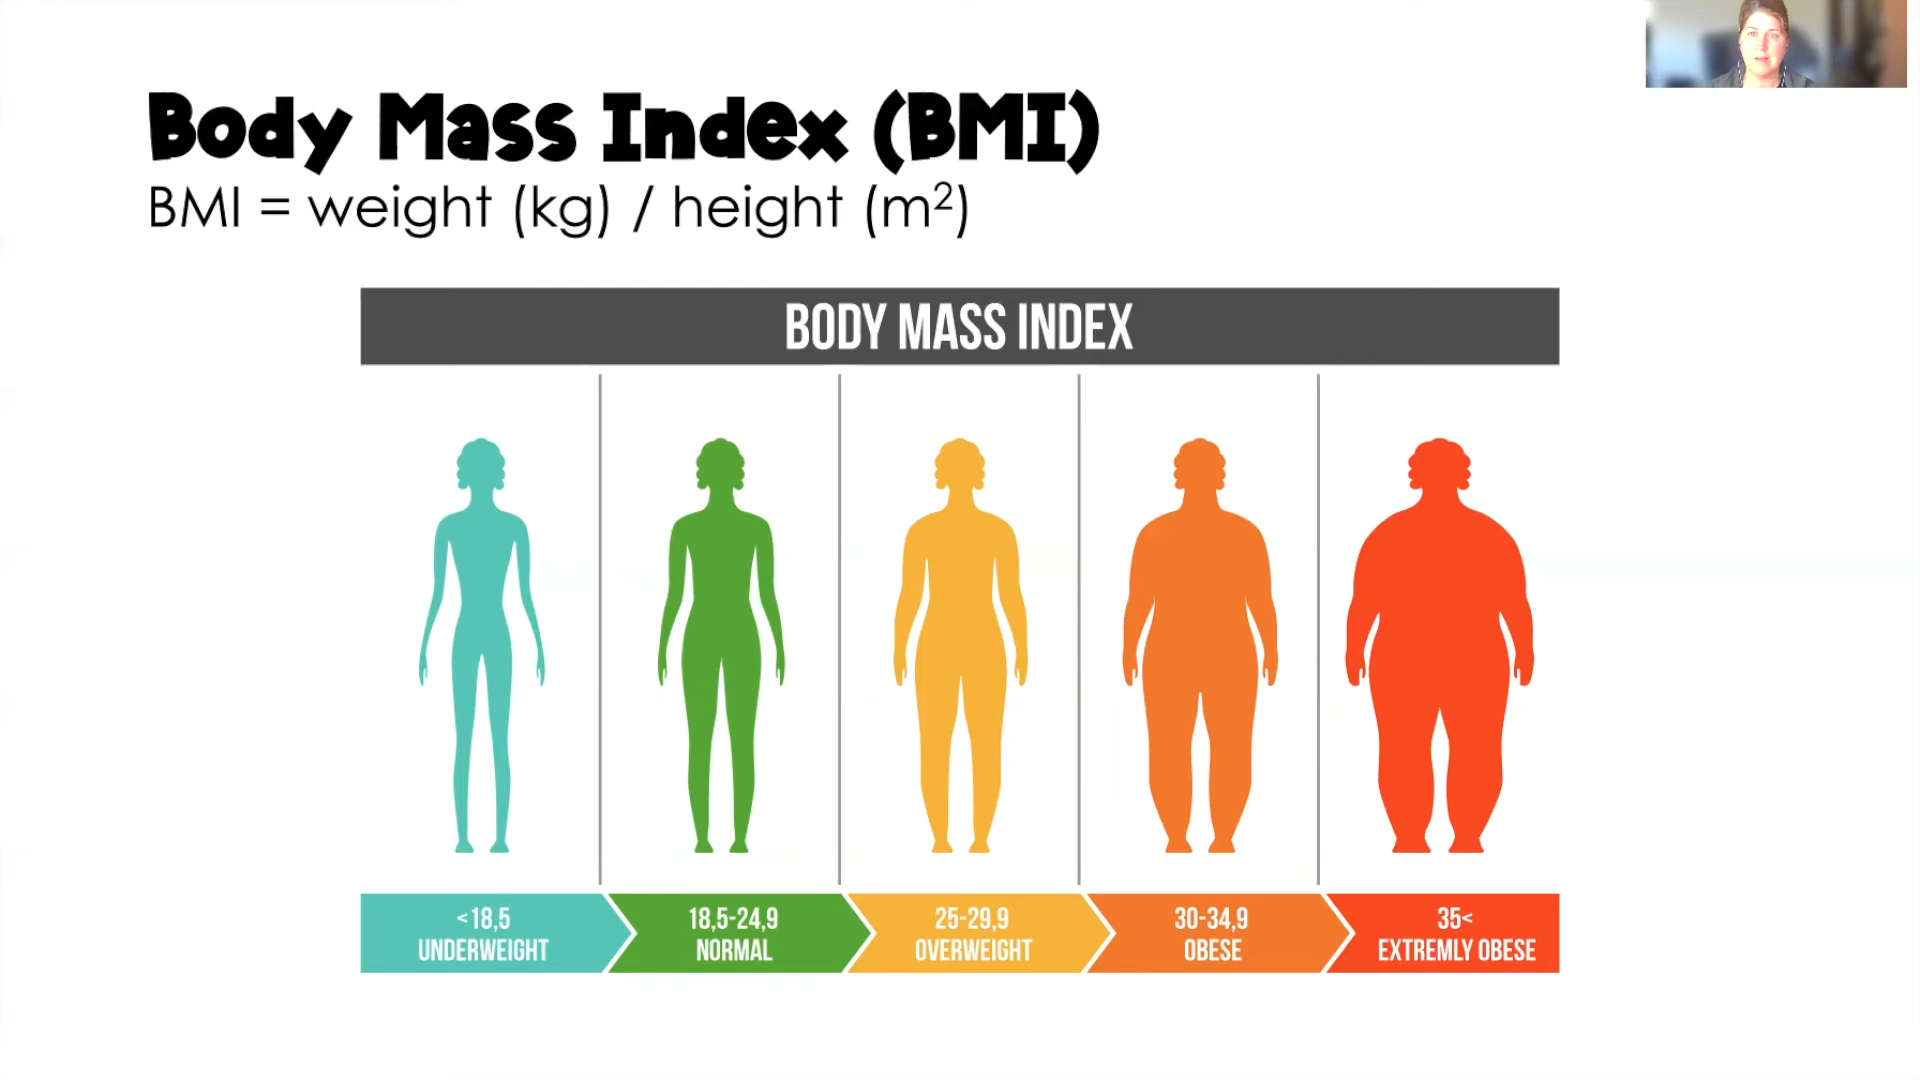 Body Mass Index (BMI)
BMI = weight (kg) / height (m²)
BODY MASS INDEX
<18,5
UNDERWEIGHT
18,5-24,9
NORMAL
25-29,9
OVERWEIGHT
30-34,9
OBESE
35<
EXTREMLY OBESE